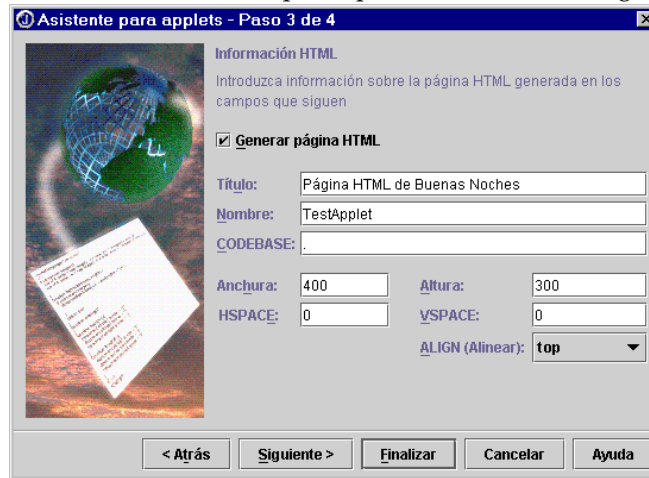 Asistente para applets - Paso 3 de 4
Información HTML
Introduzca información sobre la página HTML generada en los
campos que siguen
Generar página HTML
Título: Página HTML de Buenas Noches
Nombre: TestApplet
CODEBASE: .
Anchura: 400 Altura: 300
HSPACE: 0 VSPACE: 0
ALIGN (Alinear): top
< Atrás Siguiente > Finalizar Cancelar Ayuda